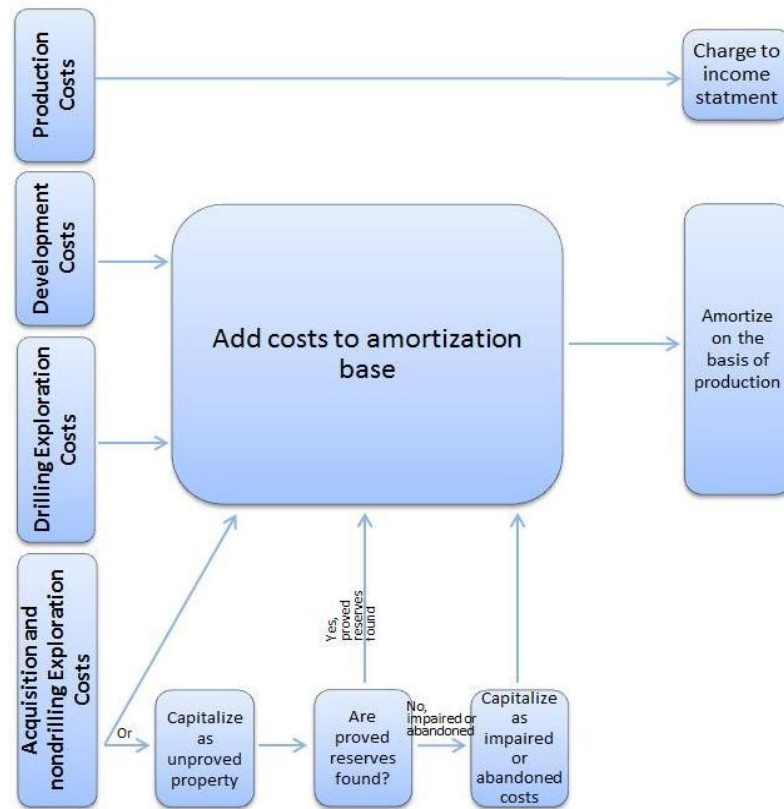 Production
Costs
Charge to
income
statment
Development
Costs
Add costs to amortization
base
Amortize
on the
basis of
production
Drilling Exploration
Costs
Acquisition and
nondrilling Exploration
Costs
Or
Capitalize
as
unproved
property
Are
proved
reserves
found?
Yes,
proved
reserves
found
No,
impaired or
abandoned
Capitalize as
impaired
or
abandoned
costs